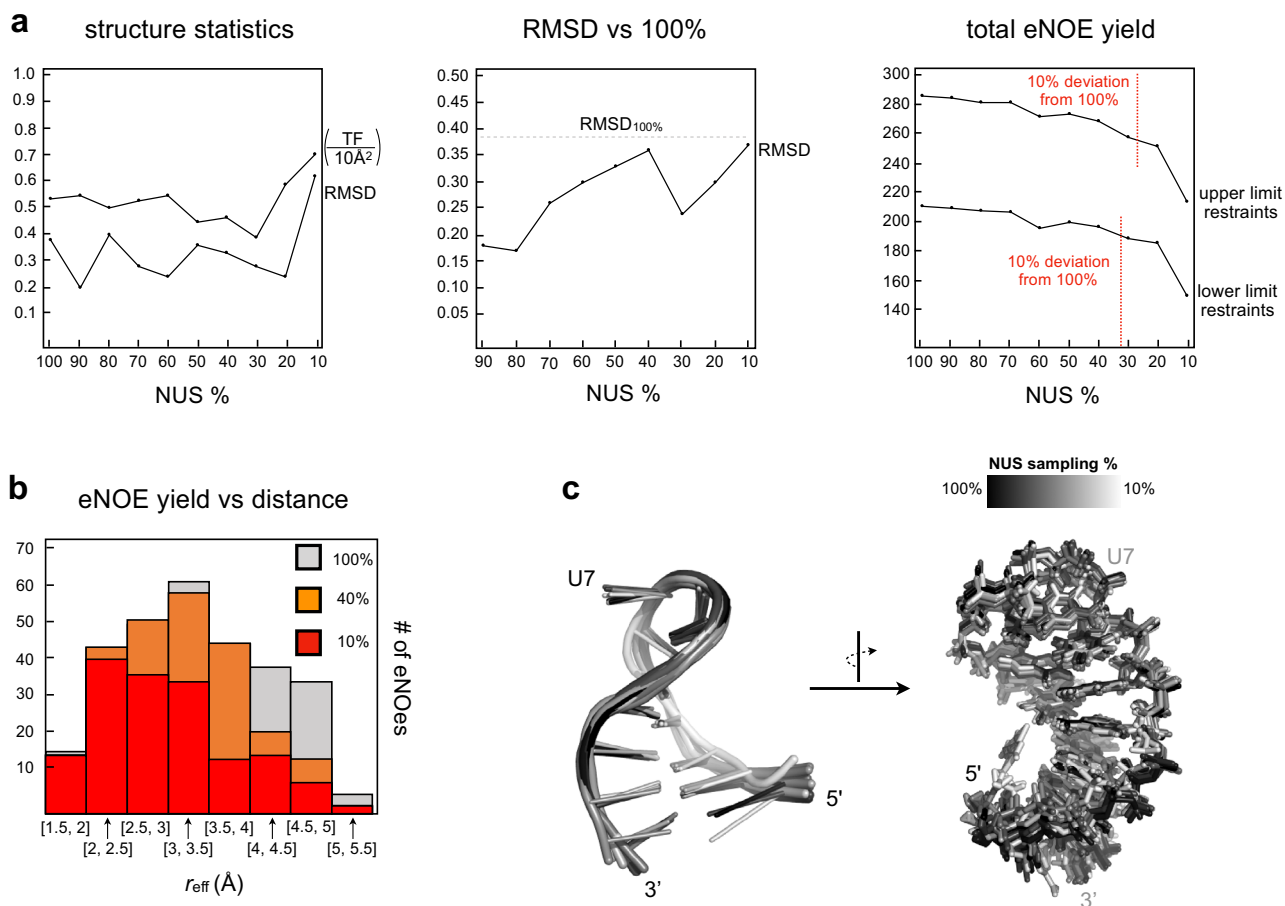 a
structure statistics
1.0
0.9
0.8
0.7
0.6
0.5
0.4
0.3
0.2
0.1
100 90 80 70 60 50 40 30 20 10
NUS %
(TF
10Å²)
RMSD
RMSD vs 100%
0.50
0.45
0.40
0.35
0.30
0.25
0.20
0.15
0.10
0.05
RMSD100%
RMSD
90 80 70 60 50 40 30 20 10
NUS %
total eNOE yield
300
280
260
240
220
210
200
180
160
140
10% deviation
from 100%
10% deviation
from 100%
upper limit
restraints
lower limit
restraints
100 90 80 70 60 50 40 30 20 10
NUS %
b
eNOE yield vs distance
70
60
50
40
30
20
10
100%
40%
10%
# of eNOes
[1.5, 2] [2.5, 3] [3.5, 4] [4.5, 5]
[2, 2.5] [3, 3.5] [4, 4.5] [5, 5.5]
reff (Å)
c
U7
5'
3’
NUS sampling %
100% 10%
U7
5'
3’